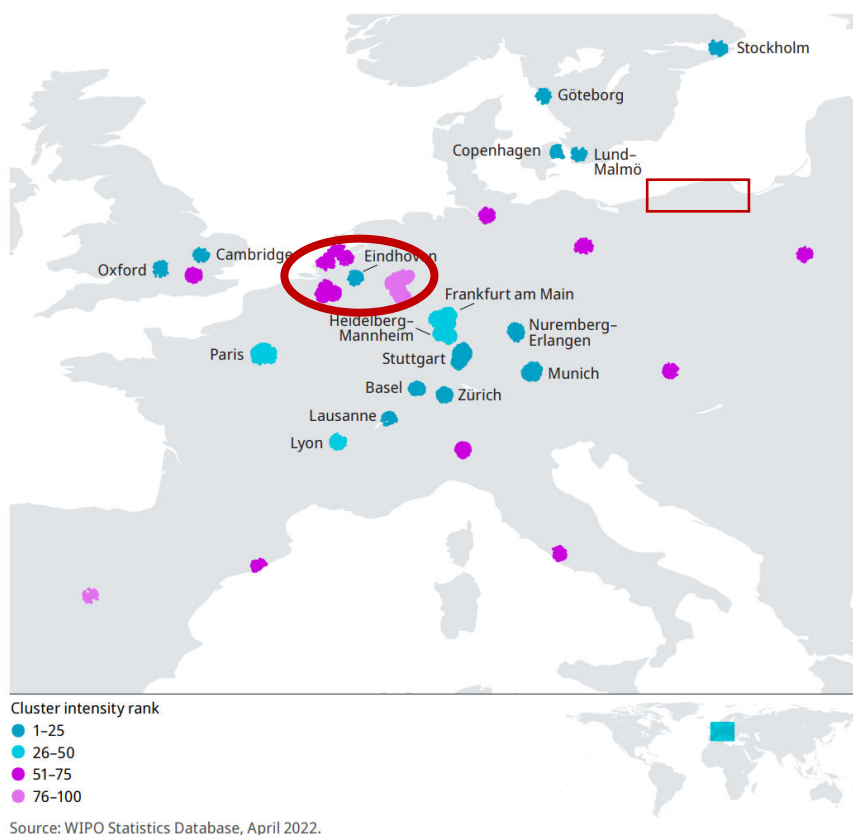 Stockholm
Göteborg
Copenhagen
Lund–
Malmö
Cambridge
Oxford
Eindhoven
Frankfurt am Main
Heidelberg–
Mannheim
Nuremberg–
Erlangen
Paris
Stuttgart
Munich
Basel
Zürich
Lausanne
Lyon
Cluster intensity rank
1–25
26–50
51–75
76–100
Source: WIPO Statistics Database, April 2022.